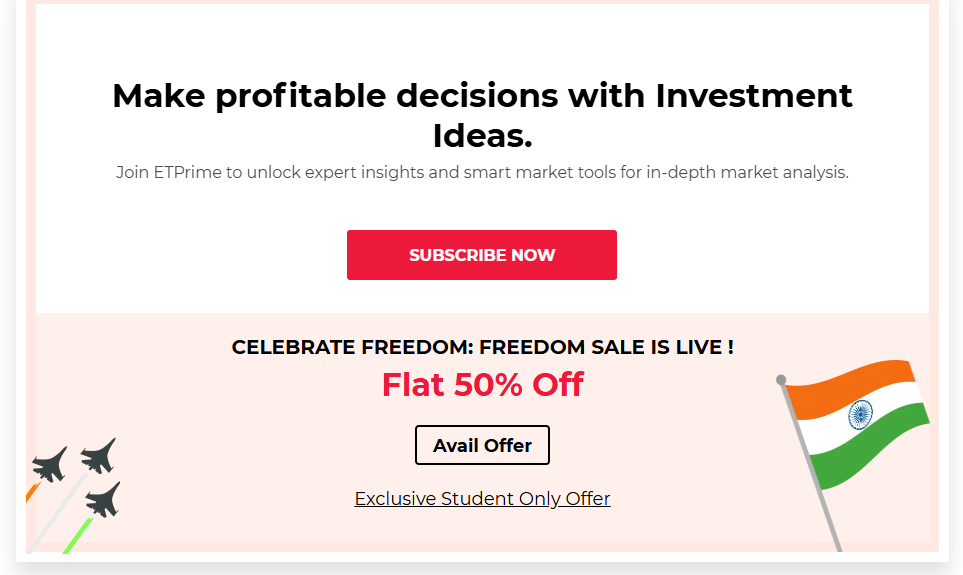 Make profitable decisions with Investment
Ideas.
Join ETPrime to unlock expert insights and smart market tools for in-depth market analysis.
SUBSCRIBE NOW
CELEBRATE FREEDOM: FREEDOM SALE IS LIVE !
Flat 50% Off
Avail Offer
Exclusive Student Only Offer